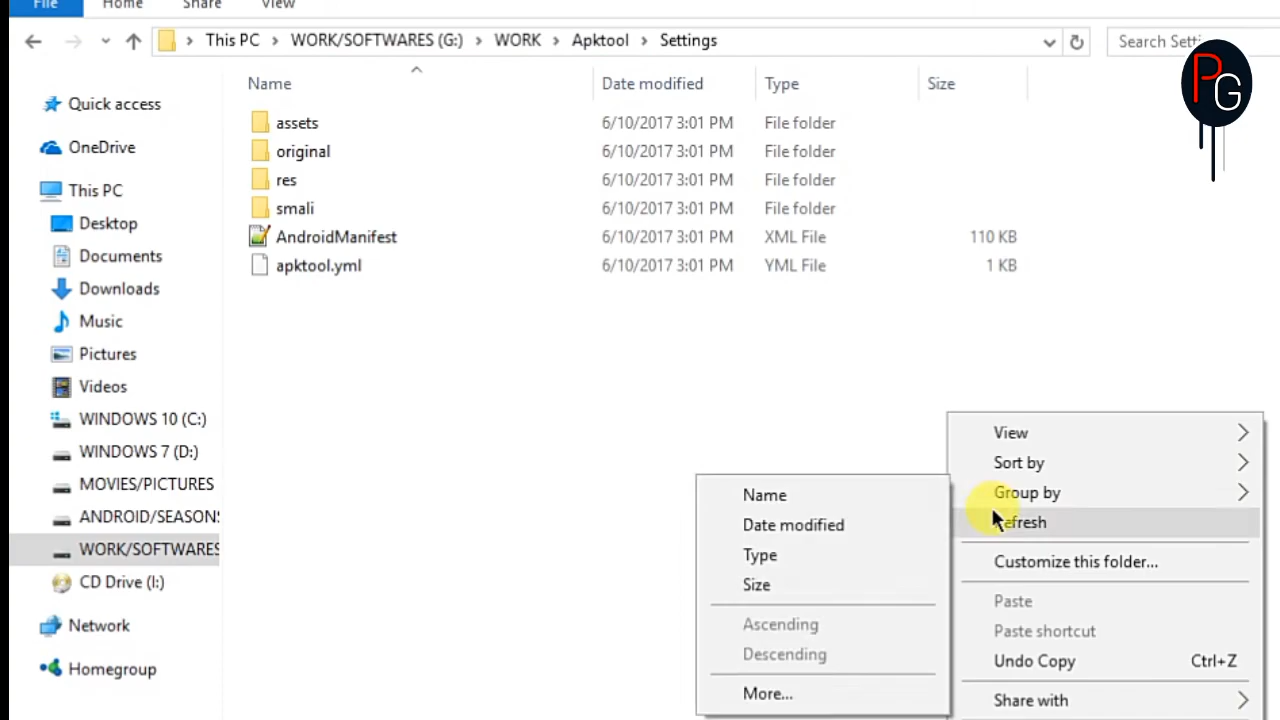 File Home Share View
This PC > WORK/SOFTWARES (G:) > WORK > Apktool > Settings
Search Setti
PG
Name Date modified Type Size
assets 6/10/2017 3:01 PM File folder
original 6/10/2017 3:01 PM File folder
res 6/10/2017 3:01 PM File folder
smali 6/10/2017 3:01 PM File folder
AndroidManifest 6/10/2017 3:01 PM XML File 110 KB
apktool.yml 6/10/2017 3:01 PM YML File 1 KB
Quick access
OneDrive
This PC
Desktop
Documents
Downloads
Music
Pictures
Videos
WINDOWS 10 (C:)
WINDOWS 7 (D:)
MOVIES/PICTURES
ANDROID/SEASONS
WORK/SOFTWARES
CD Drive (I:)
Network
Homegroup
Name
Date modified
Type
Size
Ascending
Descending
More...
View
Sort by
Group by
Refresh
Customize this folder...
Paste
Paste shortcut
Undo Copy Ctrl+Z
Share with